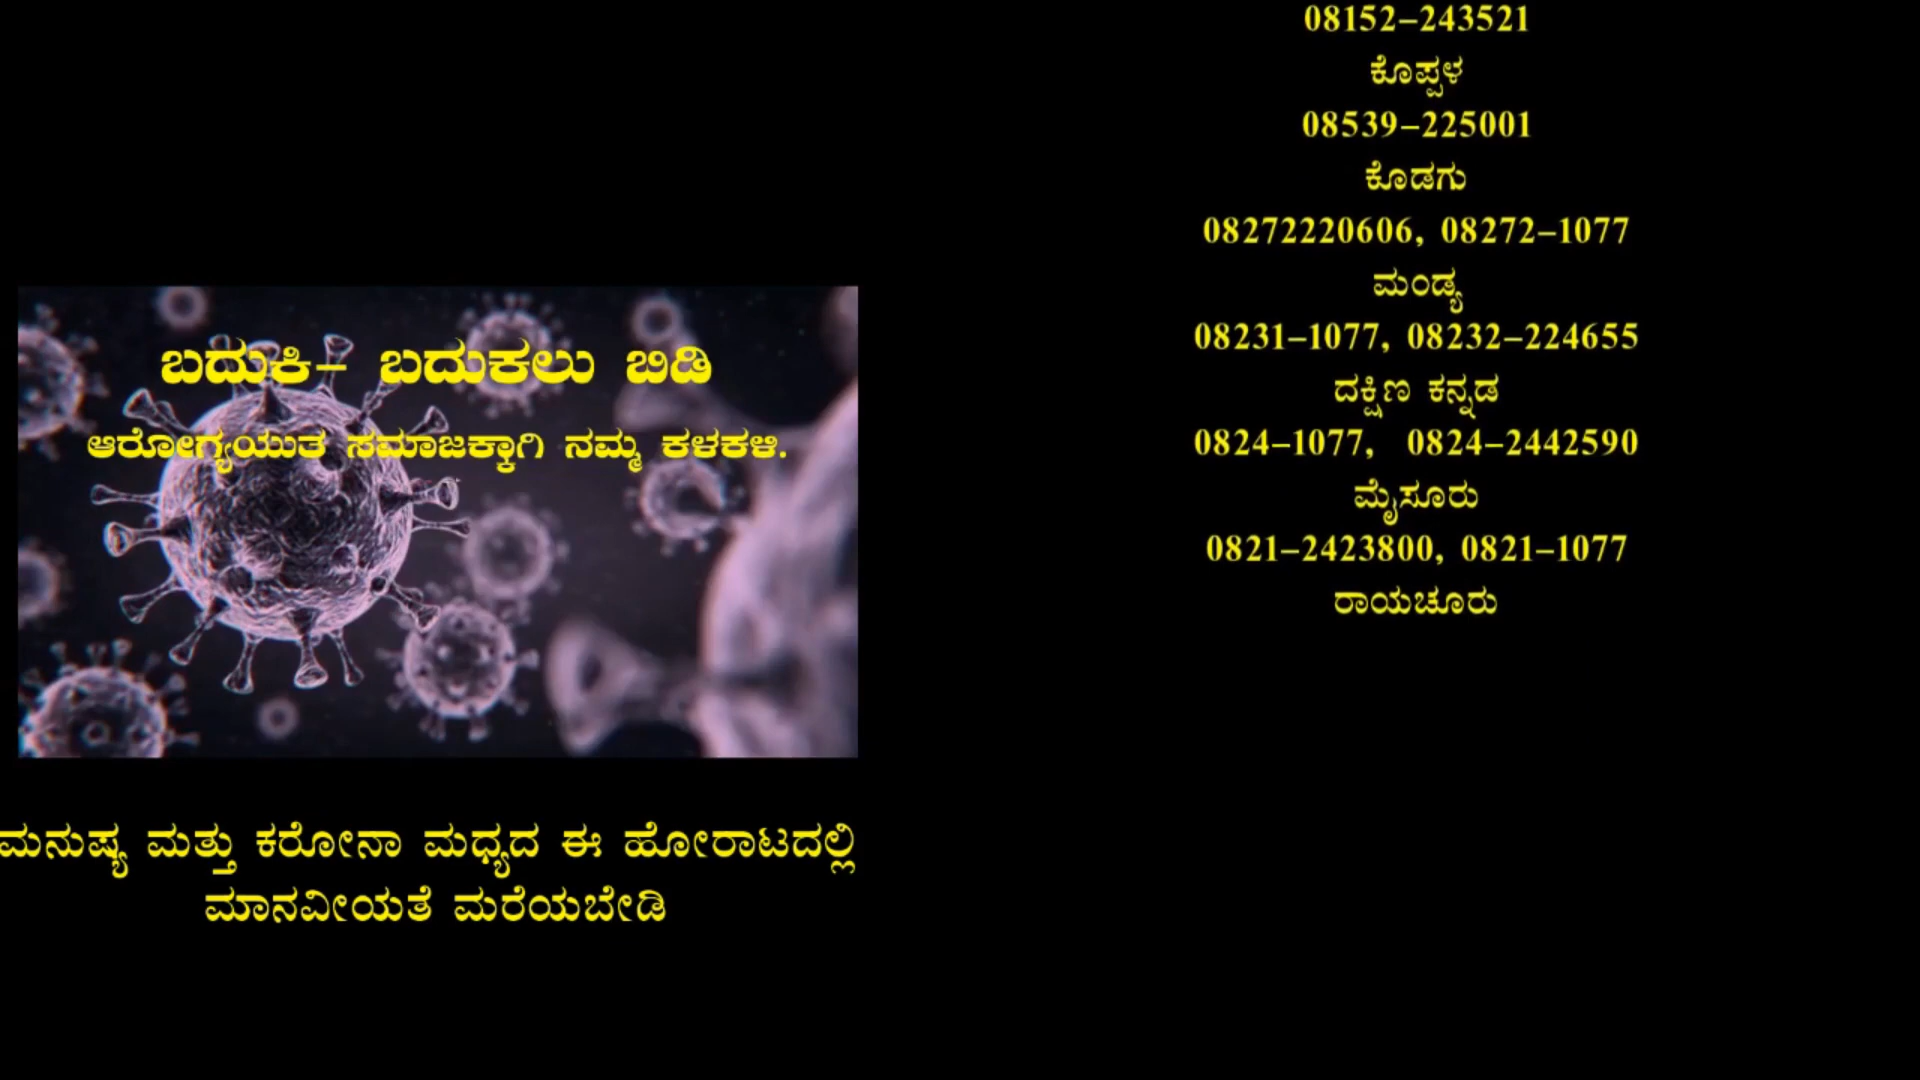 ಬದುಕಿ– ಬದುಕಲು ಬಿಡಿ
ಆರೋಗ್ಯಯುತ ಸಮಾಜಕ್ಕಾಗಿ ನಮ್ಮ ಕಳಕಳಿ.
ಮನುಷ್ಯ ಮತ್ತು ಕರೋನಾ ಮಧ್ಯದ ಈ ಹೋರಾಟದಲ್ಲಿ
ಮಾನವೀಯತೆ ಮರೆಯಬೇಡಿ
08152–243521
ಕೊಪ್ಪಳ
08539–225001
ಕೊಡಗು
08272220606, 08272–1077
ಮಂಡ್ಯ
08231–1077, 08232–224655
ದಕ್ಷಿಣ ಕನ್ನಡ
0824–1077, 0824–2442590
ಮೈಸೂರು
0821–2423800, 0821–1077
ರಾಯಚೂರು